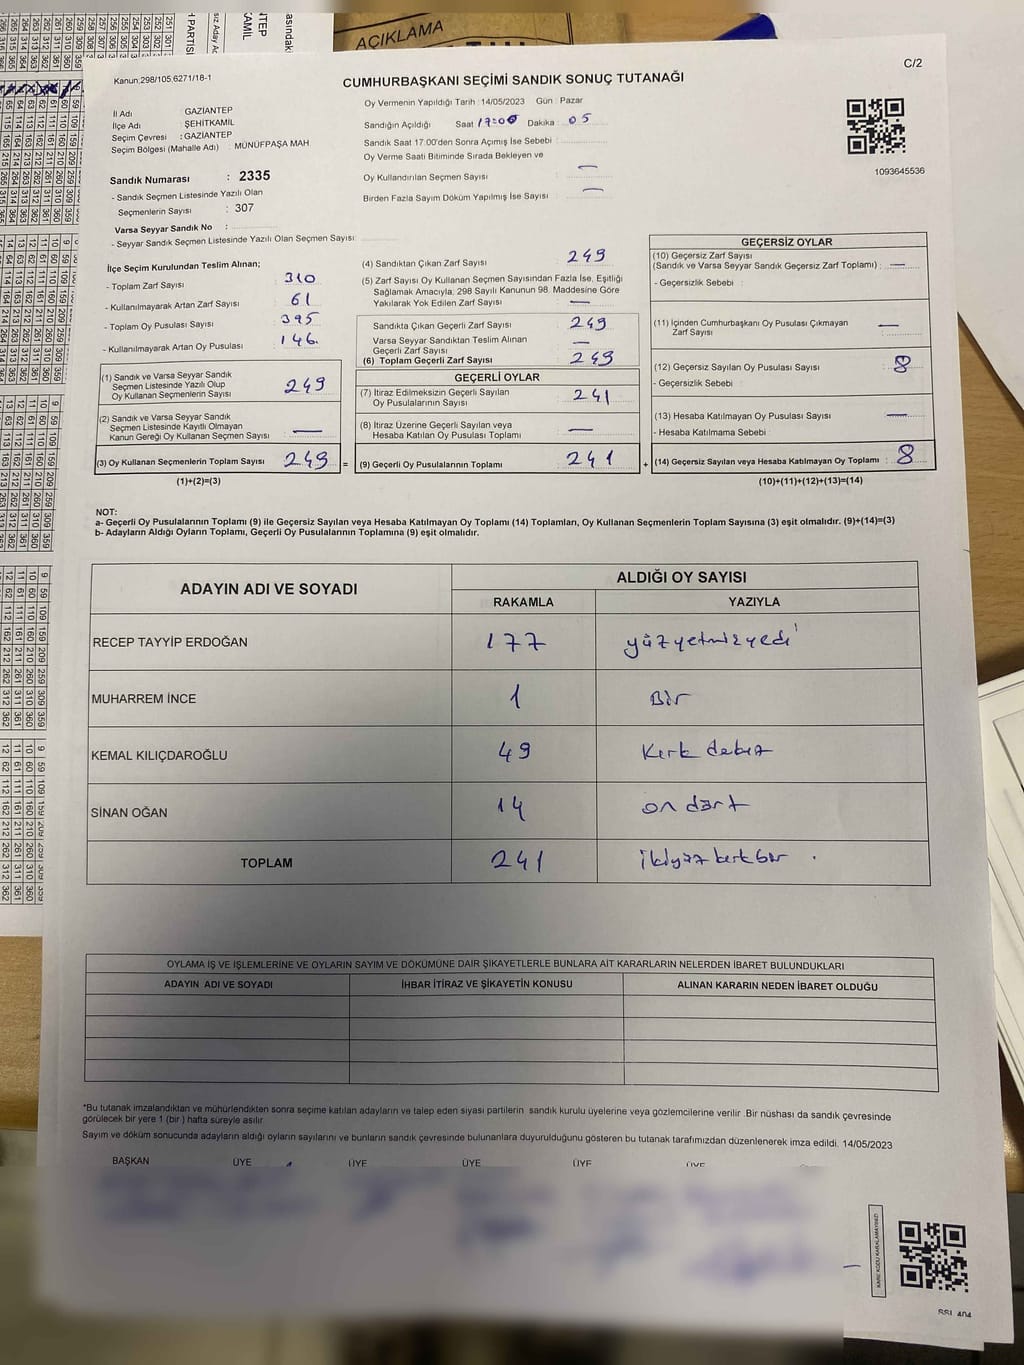 AÇIKLAMA
Kanun:298/105,6271/18-1
CUMHURBAŞKANI SEÇİMİ SANDIK SONUÇ TUTANAĞI
C/2
İl Adı : GAZİANTEP
İlçe Adı : ŞEHİTKAMİL
Seçim Çevresi : GAZİANTEP
Seçim Bölgesi (Mahalle Adı) : MÜNÜFPAŞA MAH
Oy Vermenin Yapıldığı Tarih : 14/05/2023 Gün : Pazar
Sandığın Açıldığı Saat 17:00 Dakika : 05
Sandık Saat 17.00'den Sonra Açımış İse Sebebi :
Oy Verme Saati Bitiminde Sırada Bekleyen ve
Oy Kullandırılan Seçmen Sayısı : —
Birden Fazla Sayım Döküm Yapılmış İse Sayısı : —
1093645536
Sandık Numarası : 2335
- Sandık Seçmen Listesinde Yazılı Olan
Seçmenlerin Sayısı : 307
Varsa Seyyar Sandık No :
- Seyyar Sandık Seçmen Listesinde Yazılı Olan Seçmen Sayısı:
İlçe Seçim Kurulundan Teslim Alınan;
- Toplam Zarf Sayısı : 310
- Kullanılmayarak Artan Zarf Sayısı : 61
- Toplam Oy Pusulası Sayısı : 395
- Kullanılmayarak Artan Oy Pusulası : 146
(1) Sandık ve Varsa Seyyar Sandık
Seçmen Listesinde Yazılı Olup
Oy Kullanan Seçmenlerin Sayısı : 249
(2) Sandık ve Varsa Seyyar Sandık
Seçmen Listesinde Kayıtlı Olmayan
Kanun Gereği Oy Kullanan Seçmen Sayısı : —
(3) Oy Kullanan Seçmenlerin Toplam Sayısı : 249 =
(1)+(2)=(3)
(4) Sandıktan Çıkan Zarf Sayısı : 249
(5) Zarf Sayısı Oy Kullanan Seçmen Sayısından Fazla İse, Eşitliği
Sağlamak Amacıyla, 298 Sayılı Kanunun 98. Maddesine Göre
Yakılarak Yok Edilen Zarf Sayısı : —
Sandıkta Çıkan Geçerli Zarf Sayısı : 249
Varsa Seyyar Sandıktan Teslim Alınan
Geçerli Zarf Sayısı : —
(6) Toplam Geçerli Zarf Sayısı : 249
GEÇERLİ OYLAR
(7) İtiraz Edilmeksizin Geçerli Sayılan
Oy Pusulalarının Sayısı : 241
(8) İtiraz Üzerine Geçerli Sayılan veya
Hesaba Katılan Oy Pusulası Toplamı : —
(9) Geçerli Oy Pusulalarının Toplamı : 241 +
GEÇERSİZ OYLAR
(10) Geçersiz Zarf Sayısı
(Sandık ve Varsa Seyyar Sandık Geçersiz Zarf Toplamı) : —
- Geçersizlik Sebebi :
(11) İçinden Cumhurbaşkanı Oy Pusulası Çıkmayan
Zarf Sayısı : —
(12) Geçersiz Sayılan Oy Pusulası Sayısı : 8
- Geçersizlik Sebebi :
(13) Hesaba Katılmayan Oy Pusulası Sayısı : —
- Hesaba Katılmama Sebebi :
(14) Geçersiz Sayılan veya Hesaba Katılmayan Oy Toplamı : 8
(10)+(11)+(12)+(13)=(14)
NOT:
a- Geçerli Oy Pusulalarının Toplamı (9) ile Geçersiz Sayılan veya Hesaba Katılmayan Oy Toplamı (14) Toplamları, Oy Kullanan Seçmenlerin Toplam Sayısına (3) eşit olmalıdır. (9)+(14)=(3)
b- Adayların Aldığı Oyların Toplamı, Geçerli Oy Pusulalarının Toplamına (9) eşit olmalıdır.
ADAYIN ADI VE SOYADI
ALDIĞI OY SAYISI
RAKAMLA YAZIYLA
RECEP TAYYİP ERDOĞAN 177 yüzyetmişyedi
MUHARREM İNCE 1 Bir
KEMAL KILIÇDAROĞLU 49 Kırk dokuz
SİNAN OĞAN 14 on dört
TOPLAM 241 ikiyüz kırk bir
OYLAMA İŞ VE İŞLEMLERİNE VE OYLARIN SAYIM VE DÖKÜMÜNE DAİR ŞİKAYETLERLE BUNLARA AİT KARARLARIN NELERDEN İBARET BULUNDUKLARI
ADAYIN ADI VE SOYADI İHBAR İTİRAZ VE ŞİKAYETİN KONUSU ALINAN KARARIN NEDEN İBARET OLDUĞU
*Bu tutanak imzalandıktan ve mühürlendikten sonra seçime katılan adayların ve talep eden siyasi partilerin sandık kurulu üyelerine veya gözlemcilerine verilir. Bir nüshası da sandık çevresinde
görülecek bir yere 1 (bir) hafta süreyle asılır
Sayım ve döküm sonucunda adayların aldığı oyların sayılarını ve bunların sandık çevresinde bulunanlara duyurulduğunu gösteren bu tutanak tarafımızdan düzenlenerek imza edildi. 14/05/2023
BAŞKAN ÜYE ÜYE ÜYE ÜYE ÜYE